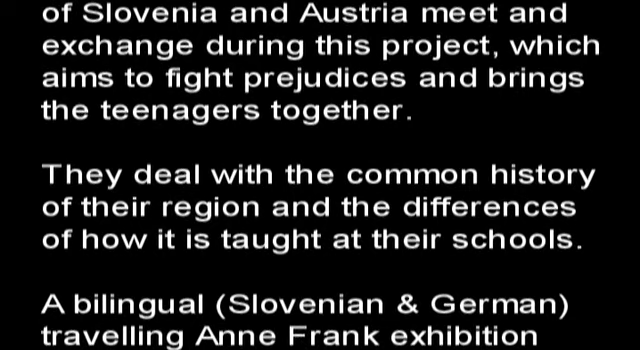 of Slovenia and Austria meet and
exchange during this project, which
aims to fight prejudices and brings
the teenagers together.
They deal with the common history
of their region and the differences
of how it is taught at their schools.
A bilingual (Slovenian & German)
travelling Anne Frank exhibition